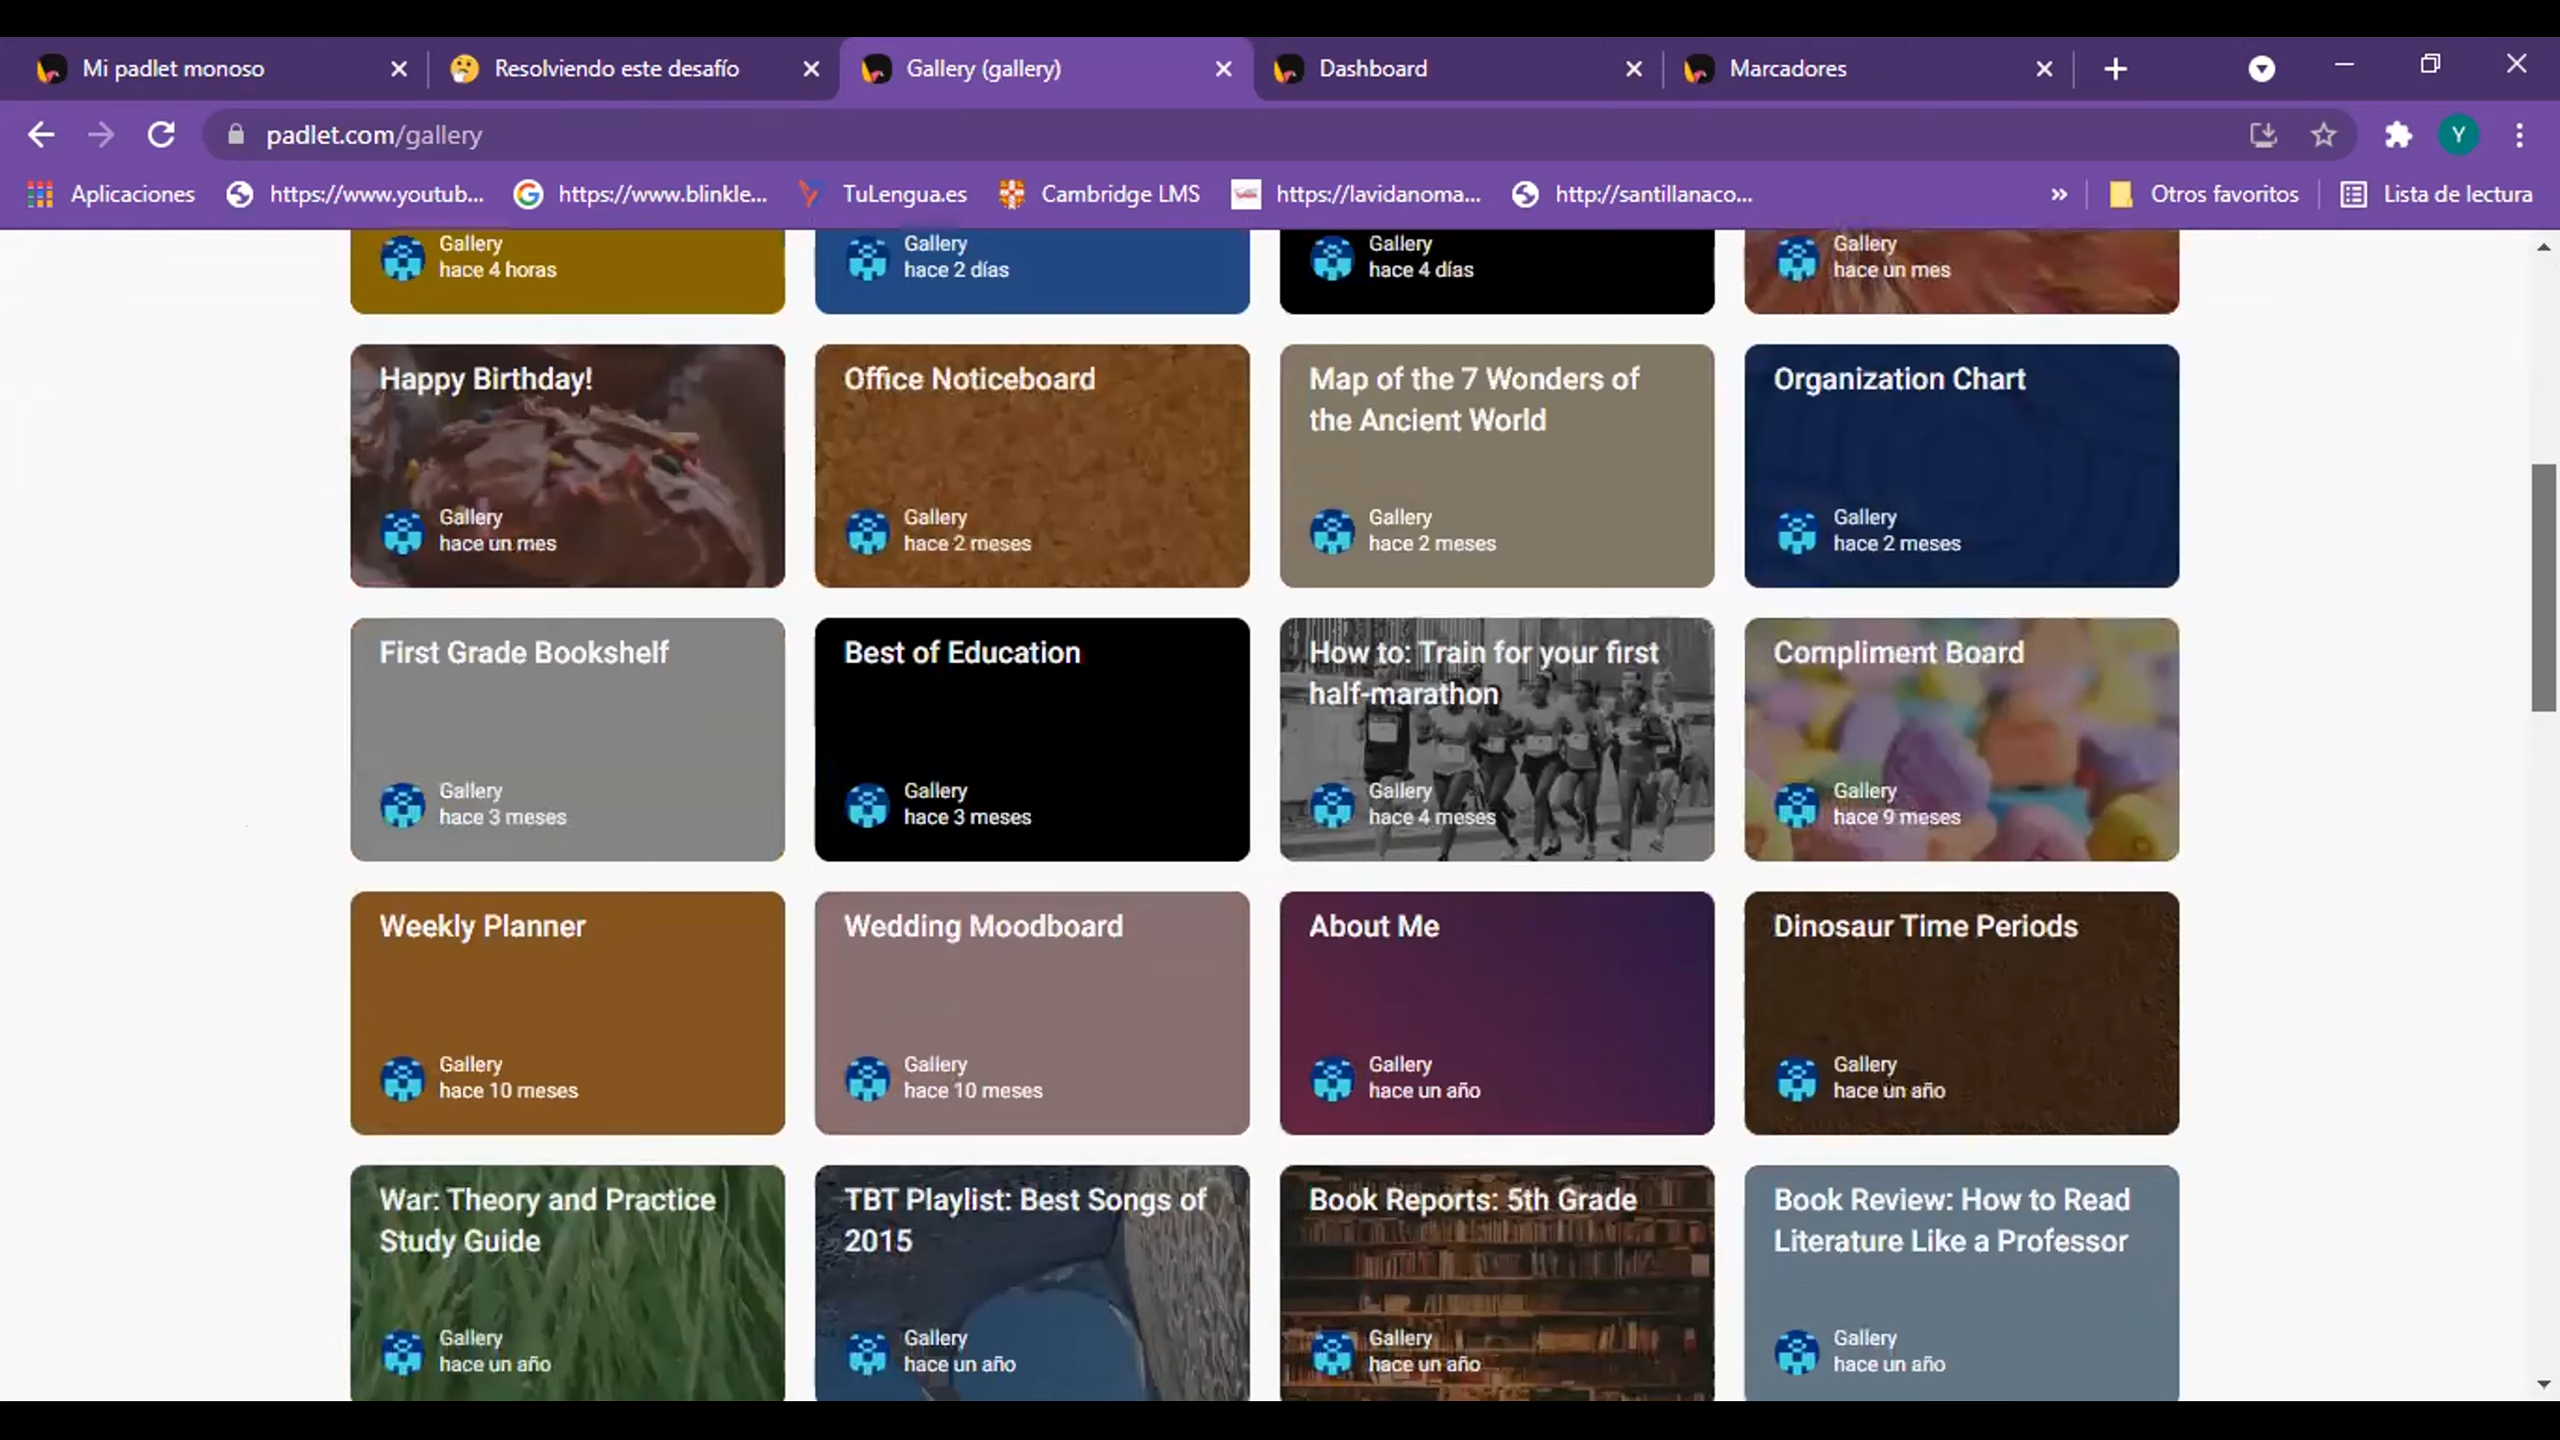 Mi padlet monoso
Resolviendo este desafío
Gallery (gallery)
Dashboard
Marcadores
padlet.com/gallery
Y
Aplicaciones
https://www.youtub...
https://www.blinkle...
TuLengua.es
Cambridge LMS
https://lavidanoma...
http://santillanaco...
»
Otros favoritos
Lista de lectura
Gallery
hace 4 horas
Gallery
hace 2 días
Gallery
hace 4 días
Gallery
hace un mes
Happy Birthday!
Gallery
hace un mes
Office Noticeboard
Gallery
hace 2 meses
Map of the 7 Wonders of
the Ancient World
Gallery
hace 2 meses
Organization Chart
Gallery
hace 2 meses
First Grade Bookshelf
Gallery
hace 3 meses
Best of Education
Gallery
hace 3 meses
How to: Train for your first
half-marathon
Gallery
hace 4 meses
Compliment Board
Gallery
hace 9 meses
Weekly Planner
Gallery
hace 10 meses
Wedding Moodboard
Gallery
hace 10 meses
About Me
Gallery
hace un año
Dinosaur Time Periods
Gallery
hace un año
War: Theory and Practice
Study Guide
Gallery
hace un año
TBT Playlist: Best Songs of
2015
Gallery
hace un año
Book Reports: 5th Grade
Gallery
hace un año
Book Review: How to Read
Literature Like a Professor
Gallery
hace un año